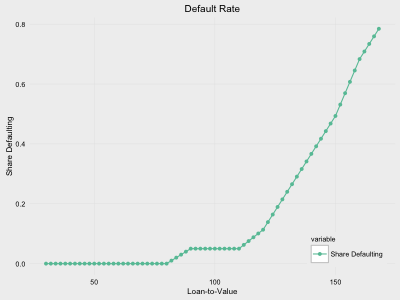 Default Rate
0.8
0.6
0.4
0.2
0.0
Share Defaulting
50
100
150
Loan-to-Value
variable
Share Defaulting